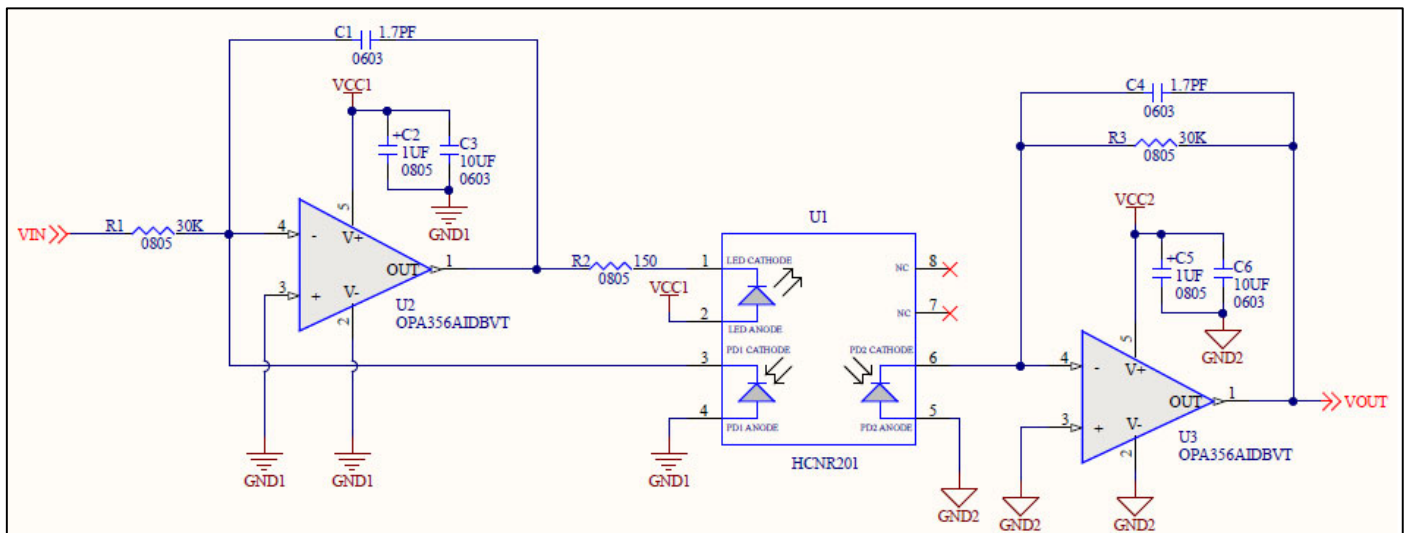 C1 1.7PF
0603
VCC1
+C2
1UF
0805
C3
10UF
0603
GND1
VIN
R1 30K
0805
4 -
3 +
5
V+
OUT 1
V-
2
U2
OPA356AIDBVT
GND1
GND1
R2 150
0805
VCC1
U1
1 LED CATHODE
2 LED ANODE
3 PD1 CATHODE
4 PD1 ANODE
NC 8
NC 7
PD2 CATHODE 6
PD2 ANODE 5
HCNR201
GND1
GND2
C4 1.7PF
0603
R3 30K
0805
VCC2
+C5
1UF
0805
C6
10UF
0603
GND2
4 -
3 +
5
V+
OUT 1
V-
2
U3
OPA356AIDBVT
VOUT
GND2
GND2